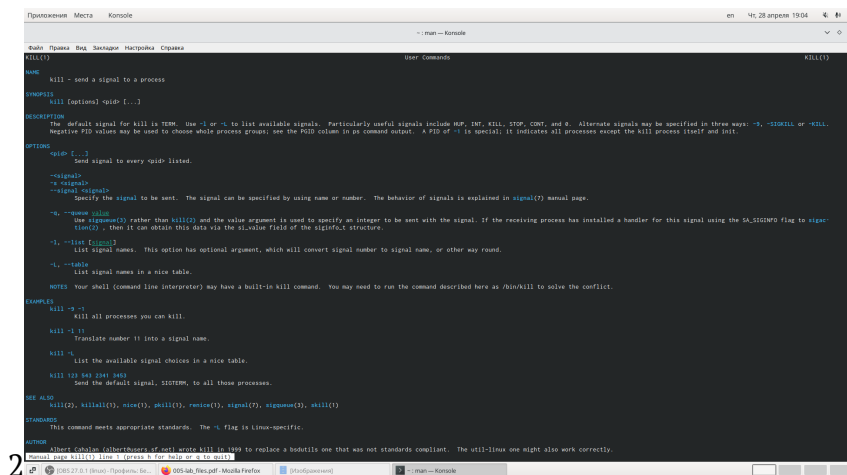 Приложения Места Konsole en Чт, 28 апреля 19:04
~ : man — Konsole
Файл Правка Вид Закладки Настройка Справка
KILL(1) User Commands KILL(1)
NAME
kill - send a signal to a process
SYNOPSIS
kill [options] <pid> [...]
DESCRIPTION
The default signal for kill is TERM. Use -l or -L to list available signals. Particularly useful signals include HUP, INT, KILL, STOP, CONT, and 0. Alternate signals may be specified in three ways: -9, -SIGKILL or -KILL.
Negative PID values may be used to choose whole process groups; see the PGID column in ps command output. A PID of -1 is special; it indicates all processes except the kill process itself and init.
OPTIONS
<pid> [...]
Send signal to every <pid> listed.
-<signal>
-s <signal>
--signal <signal>
Specify the signal to be sent. The signal can be specified by using name or number. The behavior of signals is explained in signal(7) manual page.
-q, --queue value
Use sigqueue(3) rather than kill(2) and the value argument is used to specify an integer to be sent with the signal. If the receiving process has installed a handler for this signal using the SA_SIGINFO flag to sigac-
tion(2) , then it can obtain this data via the si_value field of the siginfo_t structure.
-l, --list [signal]
List signal names. This option has optional argument, which will convert signal number to signal name, or other way round.
-L, --table
List signal names in a nice table.
NOTES Your shell (command line interpreter) may have a built-in kill command. You may need to run the command described here as /bin/kill to solve the conflict.
EXAMPLES
kill -9 -1
Kill all processes you can kill.
kill -l 11
Translate number 11 into a signal name.
kill -L
List the available signal choices in a nice table.
kill 123 543 2341 3453
Send the default signal, SIGTERM, to all those processes.
SEE ALSO
kill(2), killall(1), nice(1), pkill(1), renice(1), signal(7), sigqueue(3), skill(1)
STANDARDS
This command meets appropriate standards. The -L flag is Linux-specific.
AUTHOR
Albert Cahalan (albert@users.sf.net) wrote kill in 1999 to replace a bsdutils one that was not standards compliant. The util-linux one might also work correctly.
Manual page kill(1) line 1 (press h for help or q to quit)
2
[OBS 27.0.1 (linux) - Профиль: Бе... 005-lab_files.pdf - Mozilla Firefox [Изображения] ~ : man — Konsole